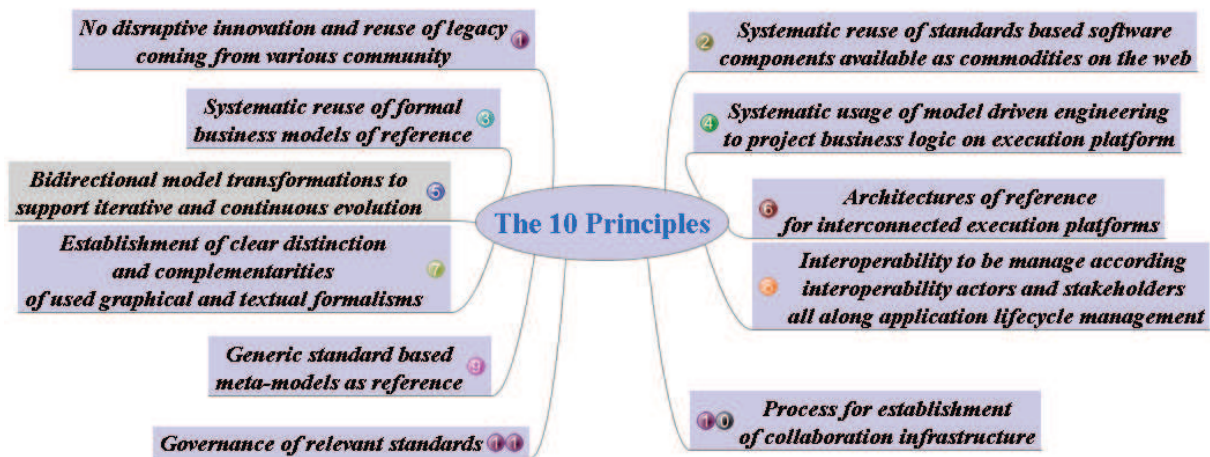 No disruptive innovation and reuse of legacy 1
coming from various community
2 Systematic reuse of standards based software
components available as commodities on the web
Systematic reuse of formal 3
business models of reference
4 Systematic usage of model driven engineering
to project business logic on execution platform
Bidirectional model transformations to 5
support iterative and continuous evolution
The 10 Principles
6 Architectures of reference
for interconnected execution platforms
Establishment of clear distinction
and complementarities 7
of used graphical and textual formalisms
Interoperability to be manage according
8 interoperability actors and stakeholders
all along application lifecycle management
Generic standard based 9
meta-models as reference
10 Process for establishment
of collaboration infrastructure
Governance of relevant standards 11